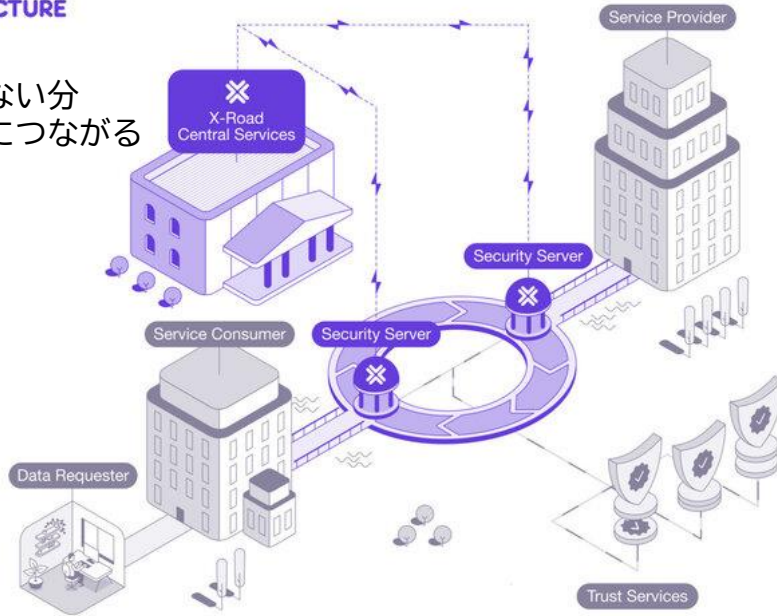 CTURE
ない分
につながる
Service Provider
X-Road
Central Services
Security Server
Service Consumer
Security Server
Data Requester
Trust Services